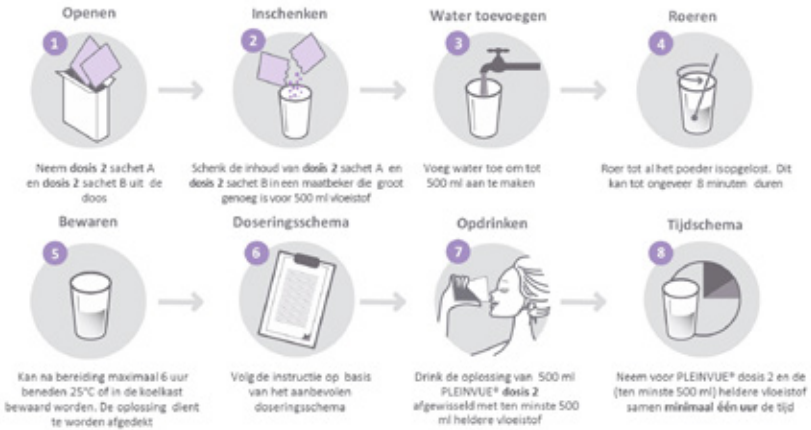 Openen
1
Neem dosis 2 sachet A
en dosis 2 sachet B uit de
doos
Inschenken
2
Schenk de inhoud van dosis 2 sachet A en
dosis 2 sachet B in een maatbeker die groot
genoeg is voor 500 ml vloeistof
Water toevoegen
3
Voeg water toe om tot
500 ml aan te maken
Roeren
4
Roer tot al het poeder is opgelost. Dit
kan tot ongeveer 8 minuten duren
Bewaren
5
Kan na bereiding maximaal 6 uur
beneden 25°C of in de koelkast
bewaard worden. De oplossing dient
te worden afgedekt
Doseringsschema
6
Volg de instructie op basis
van het aanbevolen
doseringsschema
Opdrinken
7
Drink de oplossing van 500 ml
PLEINVUE® dosis 2
afgewisseld met ten minste 500
ml heldere vloeistof
Tijdschema
8
Neem voor PLEINVUE® dosis 2 en de
(ten minste 500 ml) heldere vloeistof
samen minimaal één uur de tijd